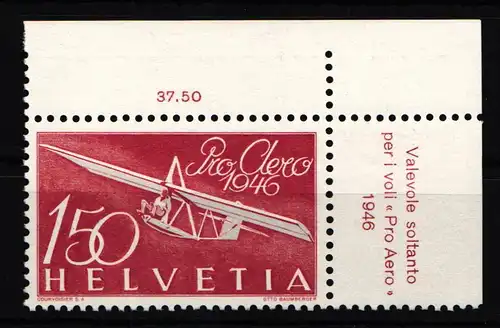 37.50
Pro Aero
1946
150
HELVETIA
COURVOISIER S.A.
OTTO BAUMBERGER
Valevole soltanto
per i voli « Pro Aero »
1946